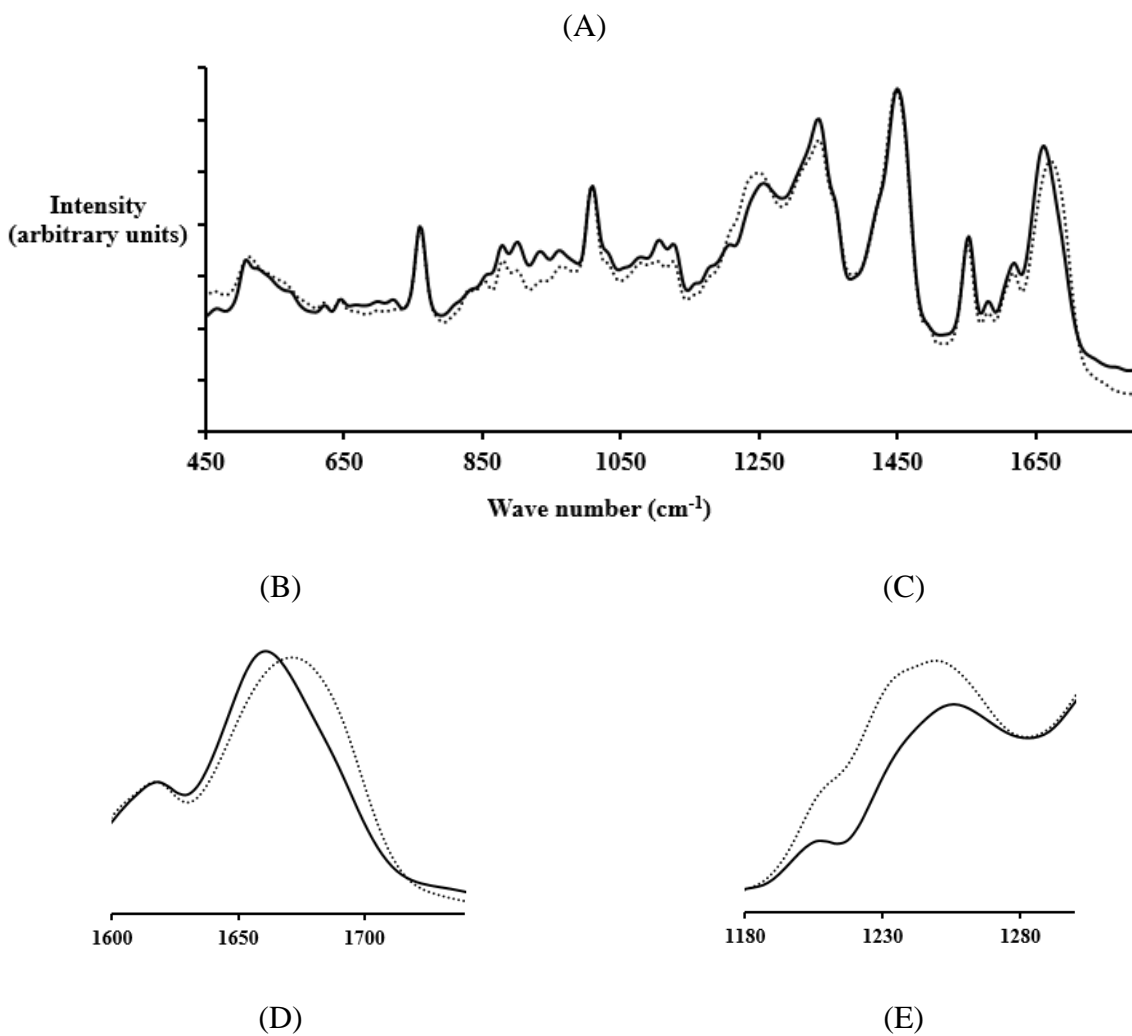 (A)
Intensity
(arbitrary units)
450 650 850 1050 1250 1450 1650
Wave number (cm⁻¹)
(B) (C)
1600 1650 1700 1180 1230 1280
(D) (E)